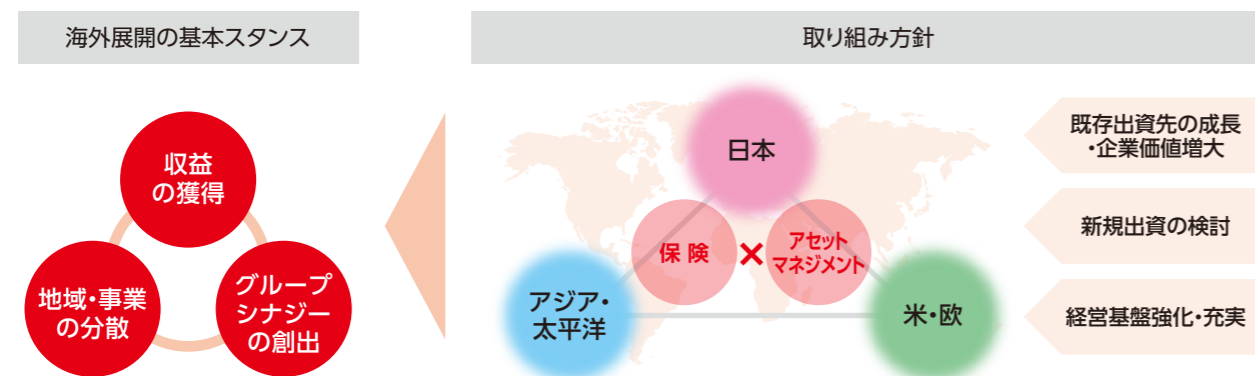 海外展開の基本スタンス
収益
の獲得
地域・事業
の分散
グループ
シナジー
の創出
取り組み方針
日本
保険
×
アセット
マネジメント
アジア・
太平洋
米・欧
既存出資先の成長
・企業価値増大
新規出資の検討
経営基盤強化・充実